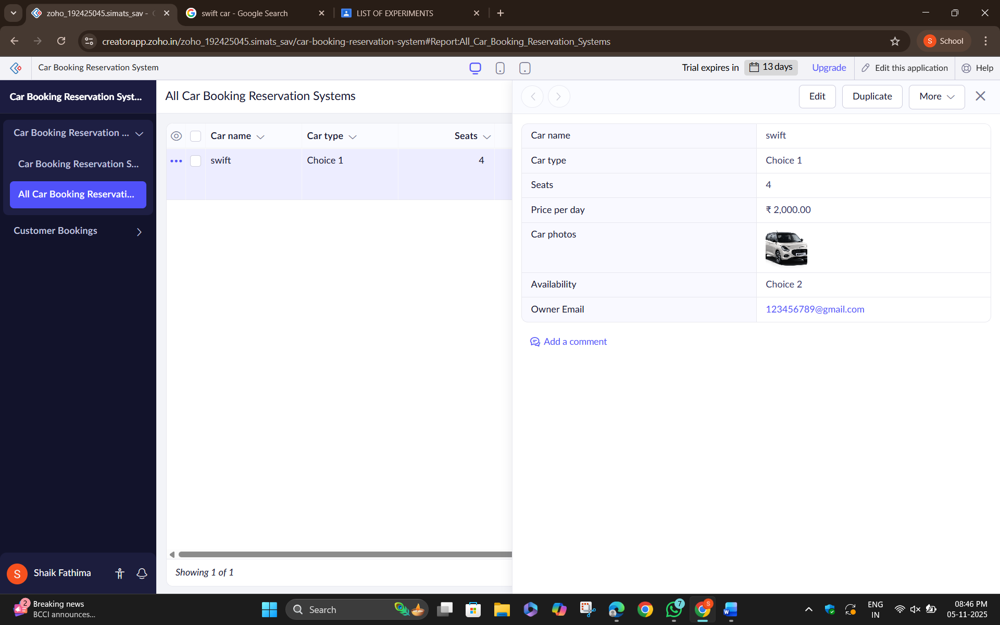 zoho_192425045.simats_sav -
swift car - Google Search
LIST OF EXPERIMENTS
creatorapp.zoho.in/zoho_192425045.simats_sav/car-booking-reservation-system#Report:All_Car_Booking_Reservation_Systems
S School
Car Booking Reservation System
Trial expires in 13 days
Upgrade
Edit this application
Help
Car Booking Reservation Syst...
Car Booking Reservation ...
Car Booking Reservation S...
All Car Booking Reservati...
Customer Bookings
All Car Booking Reservation Systems
Car name Car type Seats
swift Choice 1 4
Showing 1 of 1
Edit Duplicate More
Car name swift
Car type Choice 1
Seats 4
Price per day ₹ 2,000.00
Car photos
Availability Choice 2
Owner Email 123456789@gmail.com
Add a comment
S Shaik Fathima
2
Breaking news
BCCI announces...
Search
7
S
W
ENG
IN
08:46 PM
05-11-2025